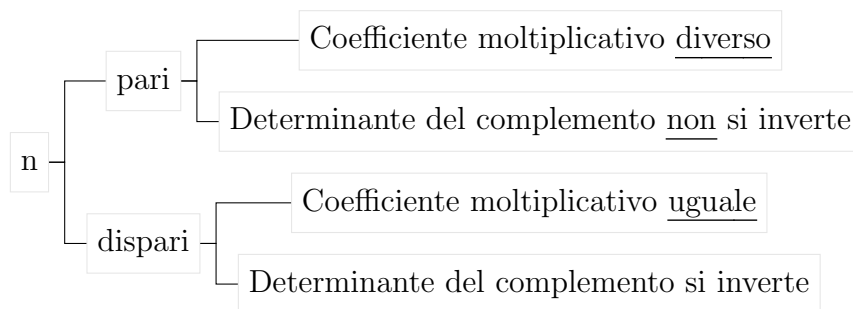 Coefficiente moltiplicativo diverso
pari
Determinante del complemento non si inverte
n
Coefficiente moltiplicativo uguale
dispari
Determinante del complemento si inverte